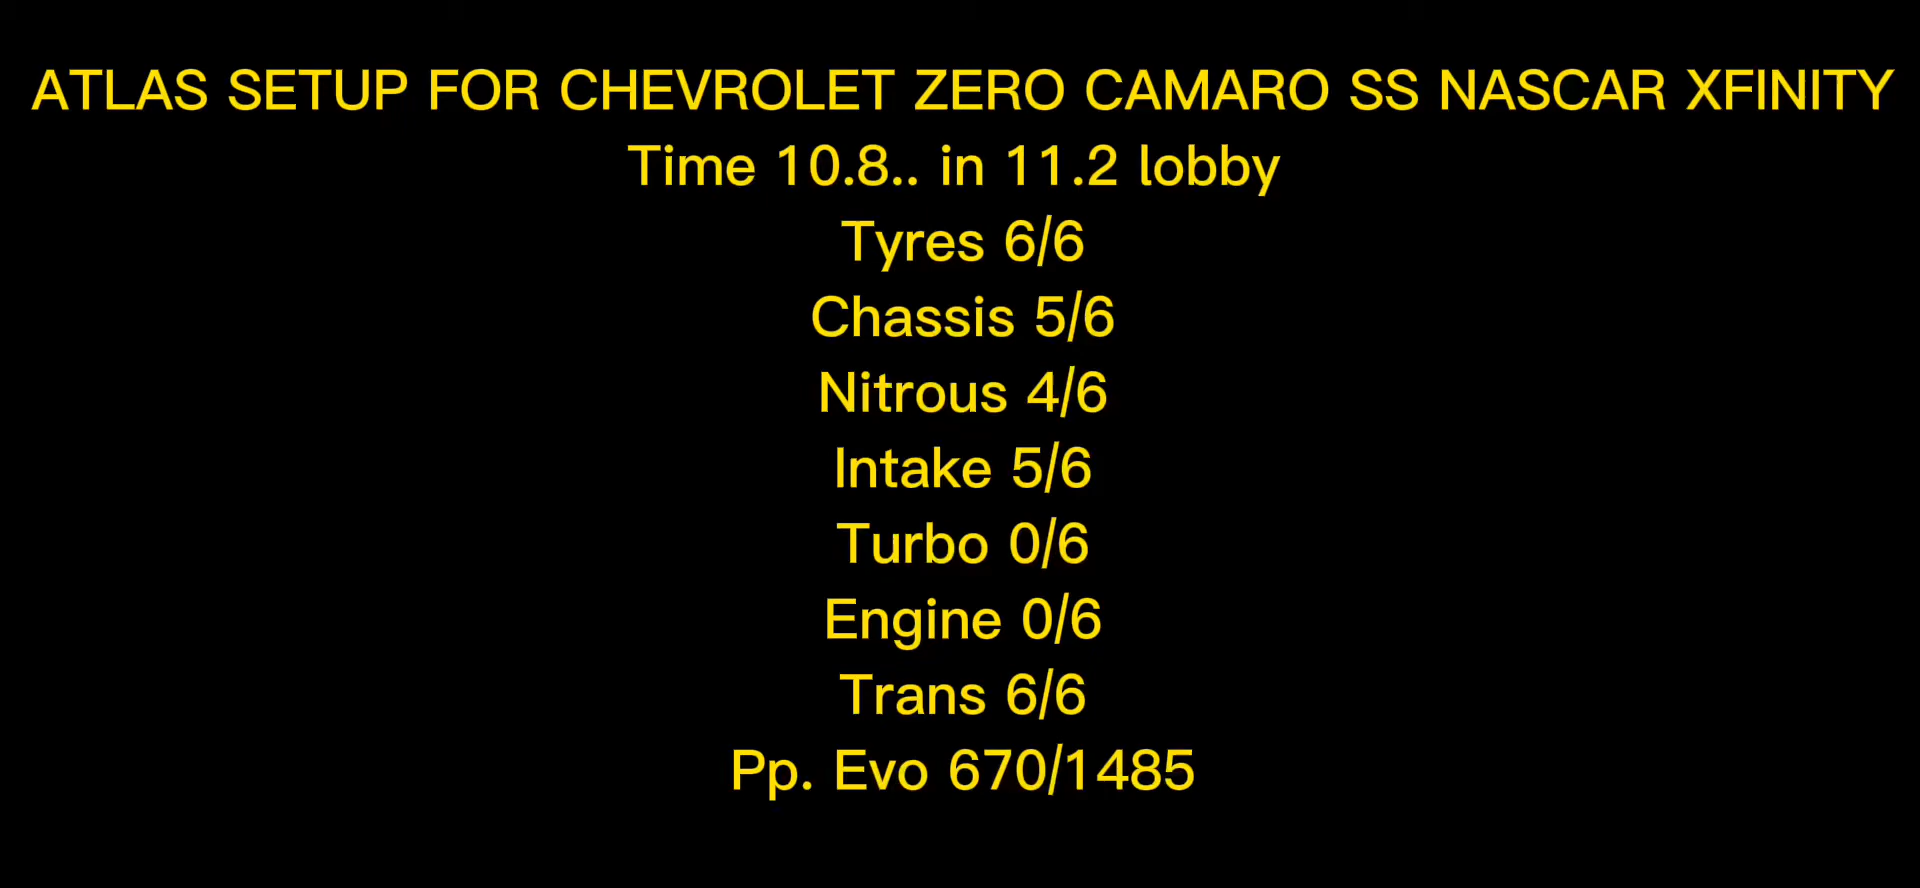 ATLAS SETUP FOR CHEVROLET ZERO CAMARO SS NASCAR XFINITY
Time 10.8.. in 11.2 lobby
Tyres 6/6
Chassis 5/6
Nitrous 4/6
Intake 5/6
Turbo 0/6
Engine 0/6
Trans 6/6
Pp. Evo 670/1485